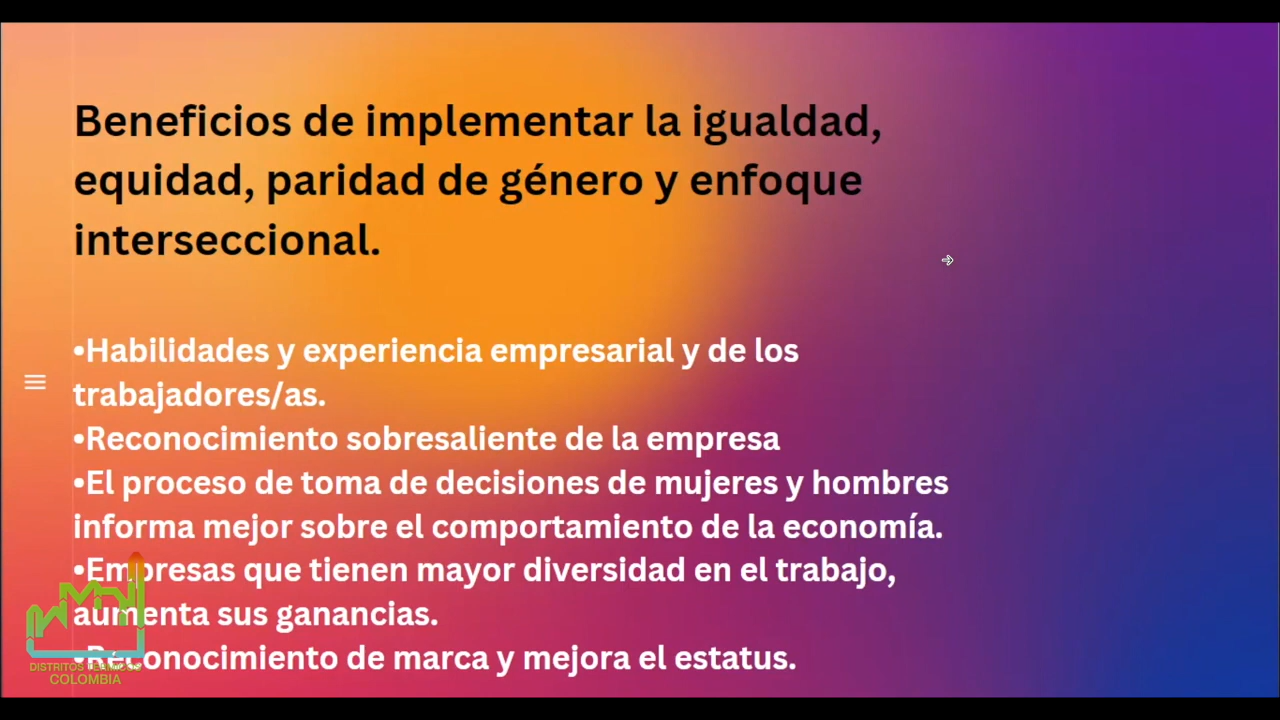 Beneficios de implementar la igualdad,
equidad, paridad de género y enfoque
interseccional.
•Habilidades y experiencia empresarial y de los
trabajadores/as.
•Reconocimiento sobresaliente de la empresa
•El proceso de toma de decisiones de mujeres y hombres
informa mejor sobre el comportamiento de la economía.
•Empresas que tienen mayor diversidad en el trabajo,
aumenta sus ganancias.
•Reconocimiento de marca y mejora el estatus.
DISTRITOS TÉRMICOS
COLOMBIA